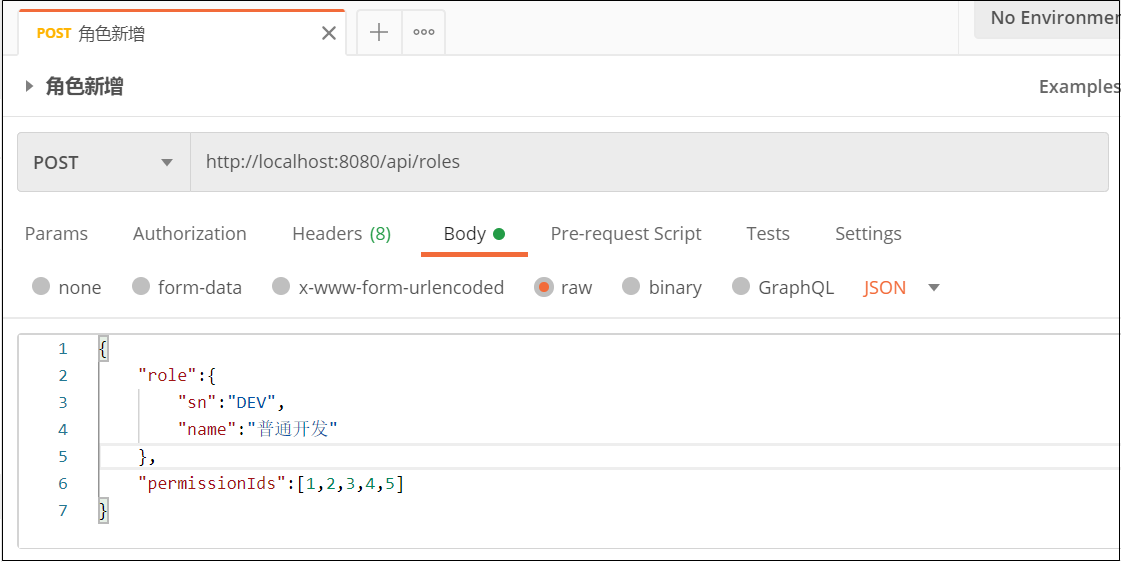 POST 角色新增
No Environmen
角色新增
Examples
POST http://localhost:8080/api/roles
Params Authorization Headers (8) Body Pre-request Script Tests Settings
none form-data x-www-form-urlencoded raw binary GraphQL JSON
1 {
2 "role":{
3 "sn":"DEV",
4 "name":"普通开发"
5 },
6 "permissionIds":[1,2,3,4,5]
7 }